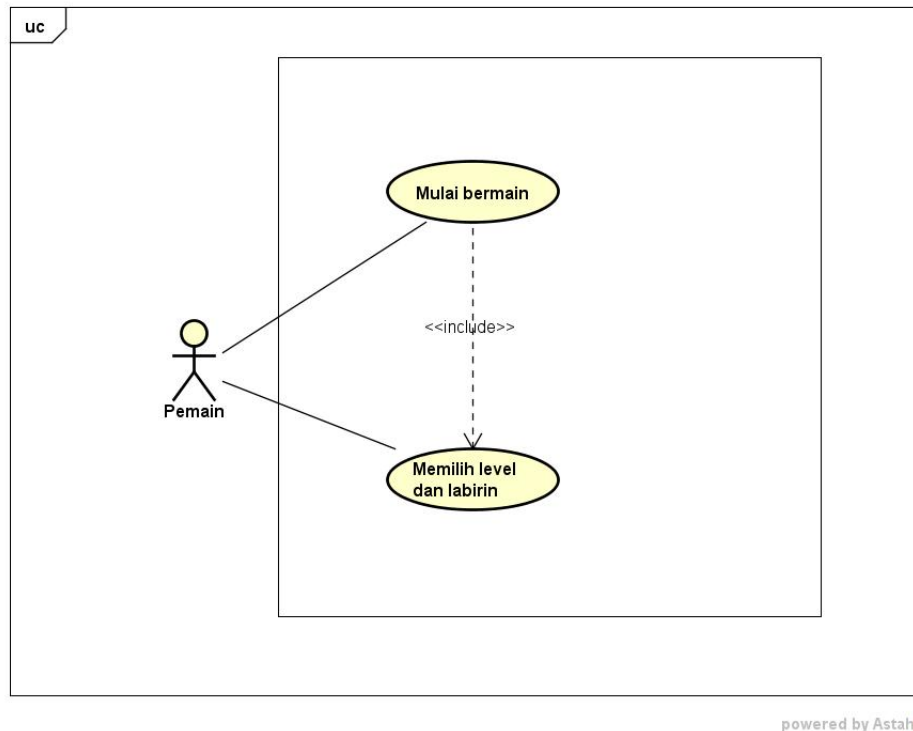 uc
Mulai bermain
<<include>>
Pemain
Memilih level
dan labirin
powered by Astah